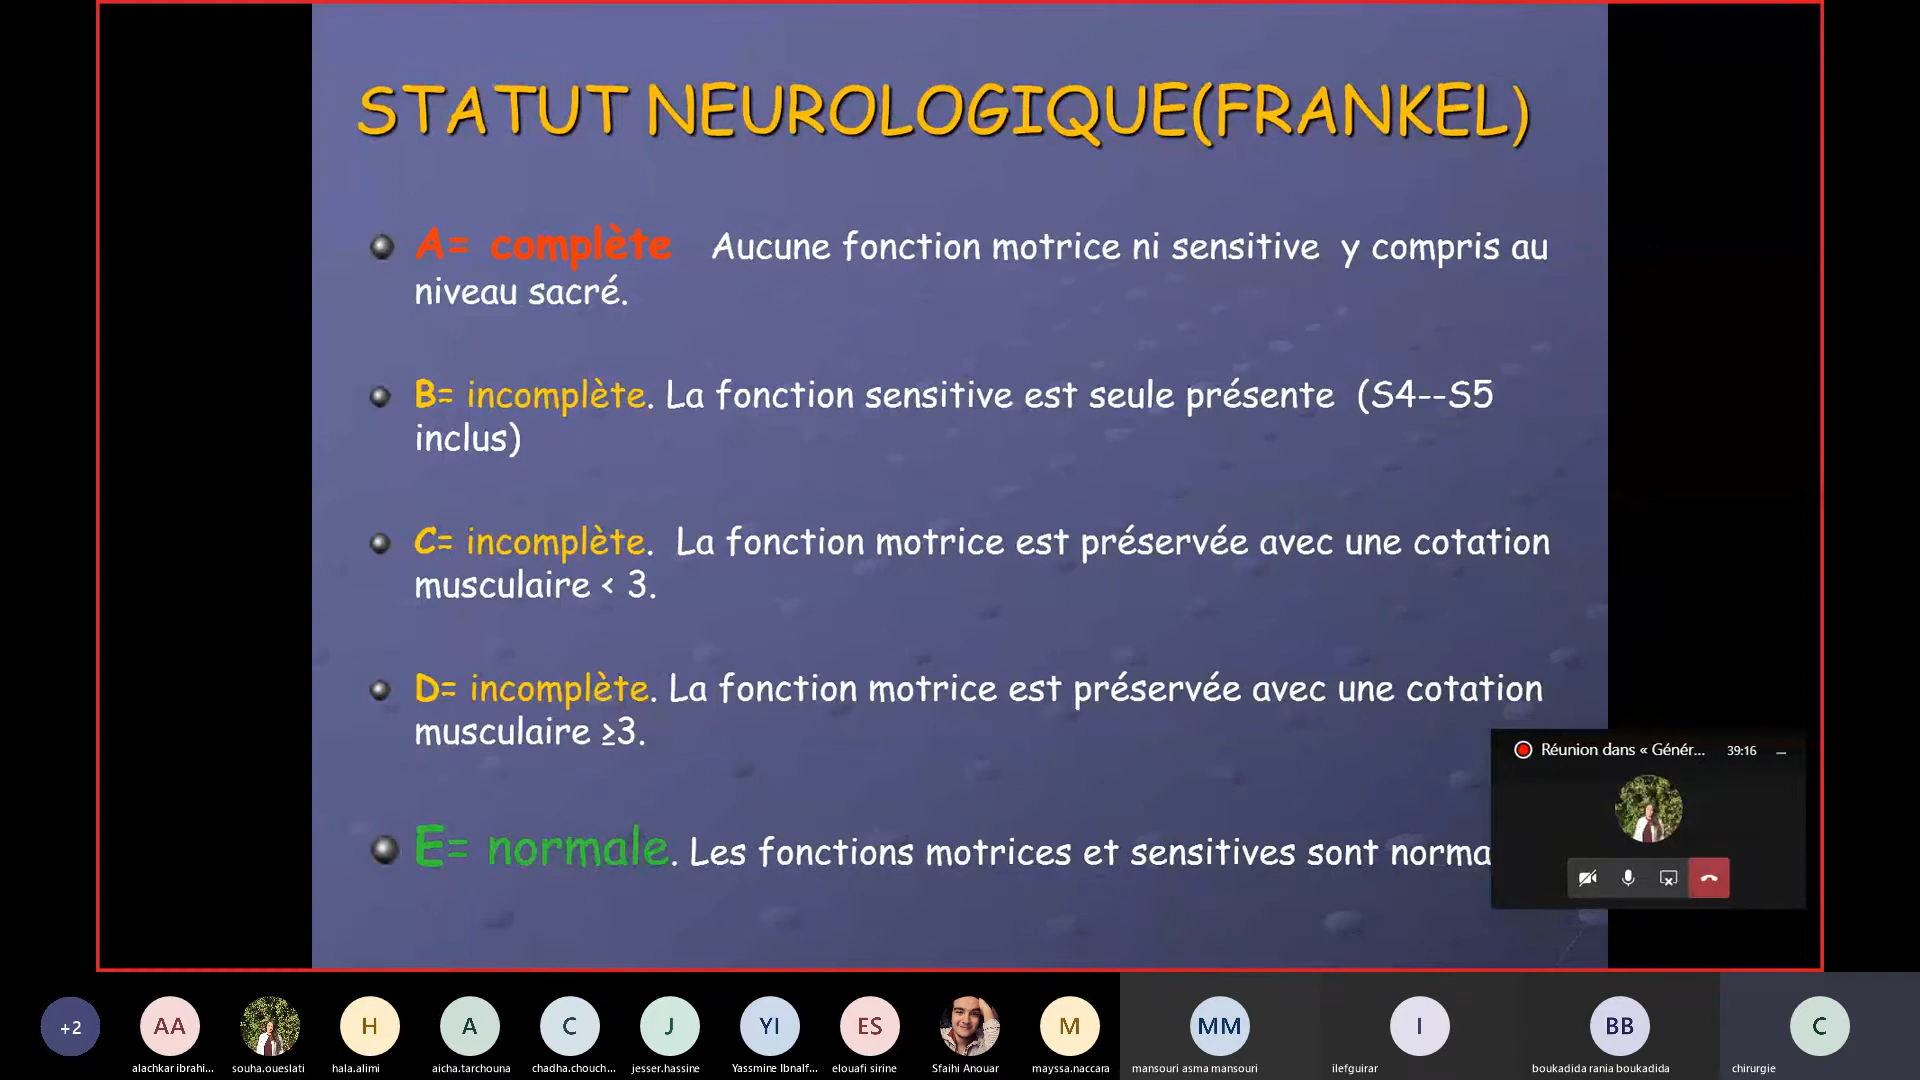 STATUT NEUROLOGIQUE(FRANKEL)
A= complète Aucune fonction motrice ni sensitive y compris au
niveau sacré.
B= incomplète. La fonction sensitive est seule présente (S4--S5
inclus)
C= incomplète. La fonction motrice est préservée avec une cotation
musculaire < 3.
D= incomplète. La fonction motrice est préservée avec une cotation
musculaire ≥3.
E= normale. Les fonctions motrices et sensitives sont norma
Réunion dans « Génér... 39:16
+2 AA H A C J YI ES M MM I BB C
alachkar ibrahi... souha.oueslati hala.alimi aicha.tarchouna chadha.chouch... jesser.hassine Yassmine Ibnalf... elouafi sirine Sfaihi Anouar mayssa.naccara mansouri asma mansouri ilefguirar boukadida rania boukadida chirurgie